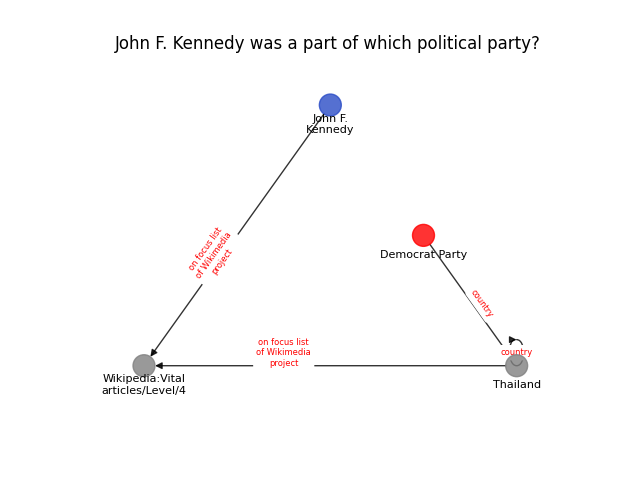 John F. Kennedy was a part of which political party?
John F.
Kennedy
on focus list
of Wikimedia
project
Democrat Party
country
on focus list
of Wikimedia
project
country
Wikipedia:Vital
articles/Level/4
Thailand